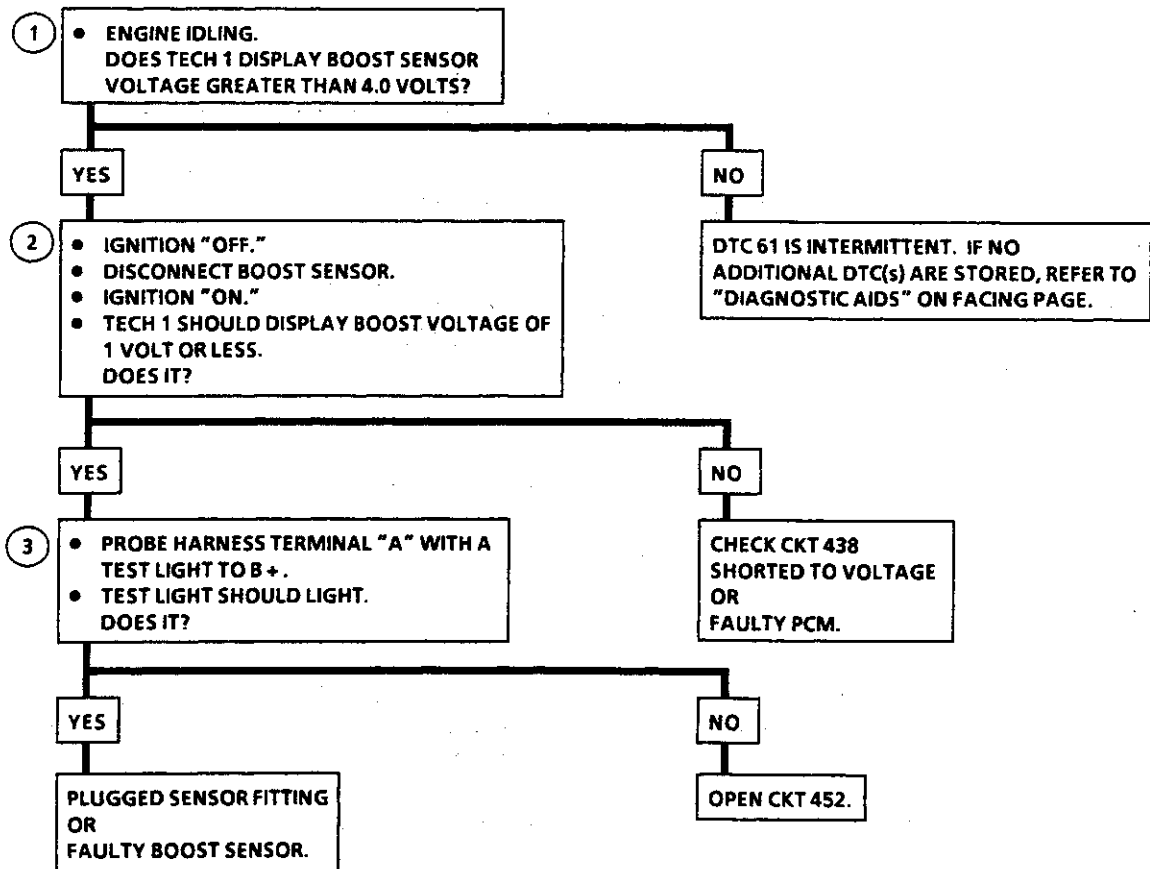 1
• ENGINE IDLING.
DOES TECH 1 DISPLAY BOOST SENSOR
VOLTAGE GREATER THAN 4.0 VOLTS?
YES
NO
2
• IGNITION "OFF."
• DISCONNECT BOOST SENSOR.
• IGNITION "ON."
• TECH 1 SHOULD DISPLAY BOOST VOLTAGE OF
1 VOLT OR LESS.
DOES IT?
DTC 61 IS INTERMITTENT. IF NO
ADDITIONAL DTC(s) ARE STORED, REFER TO
"DIAGNOSTIC AIDS" ON FACING PAGE.
YES
NO
3
• PROBE HARNESS TERMINAL "A" WITH A
TEST LIGHT TO B+.
• TEST LIGHT SHOULD LIGHT.
DOES IT?
CHECK CKT 438
SHORTED TO VOLTAGE
OR
FAULTY PCM.
YES
NO
PLUGGED SENSOR FITTING
OR
FAULTY BOOST SENSOR.
OPEN CKT 452.